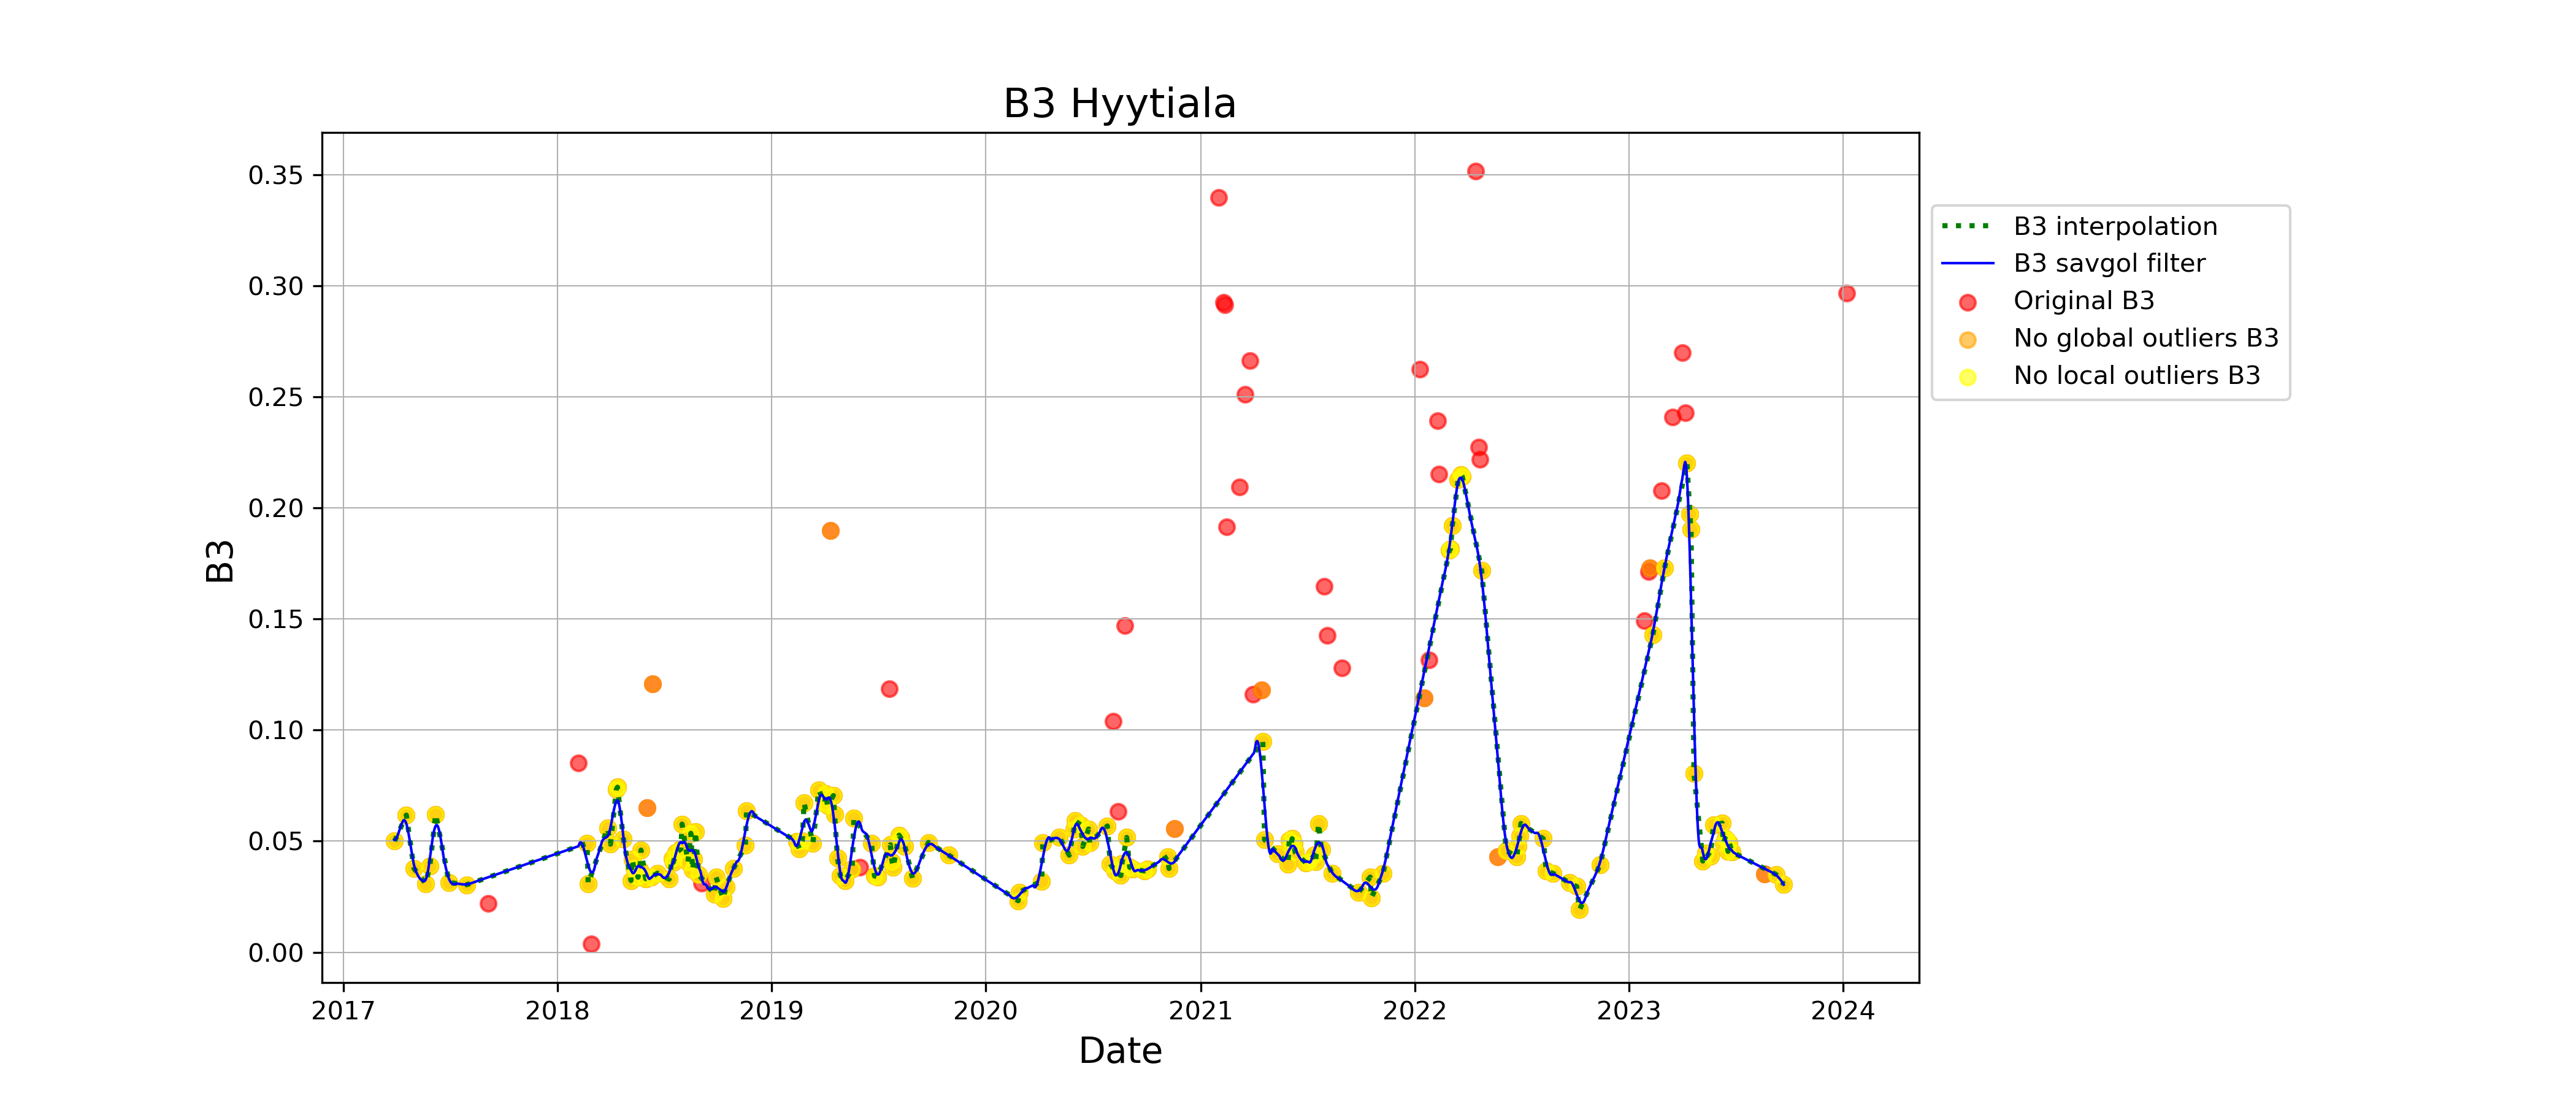 B3 Hyytiala
0.35
0.30
0.25
0.20
0.15
0.10
0.05
0.00
B3
2017 2018 2019 2020 2021 2022 2023 2024
Date
B3 interpolation
B3 savgol filter
Original B3
No global outliers B3
No local outliers B3